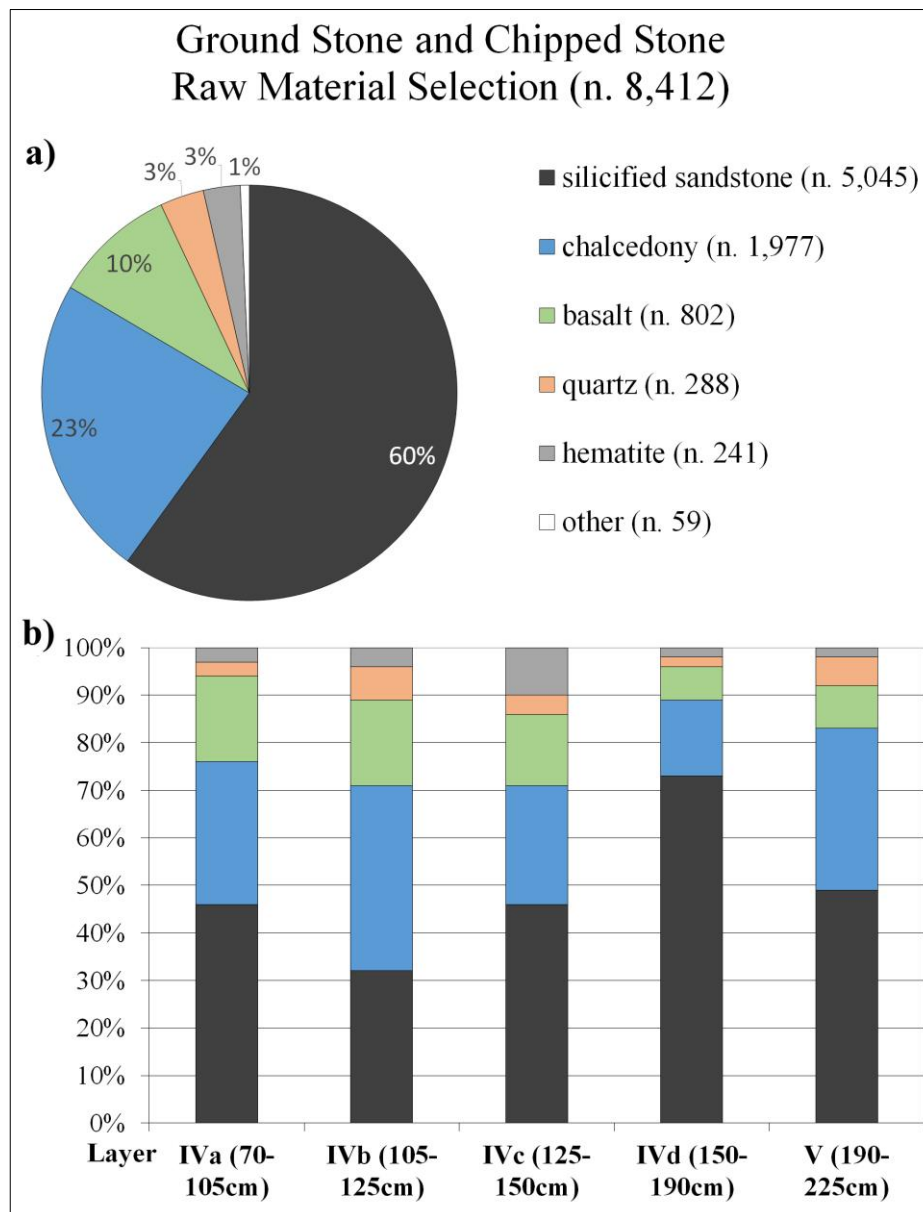 Ground Stone and Chipped Stone
Raw Material Selection (n. 8,412)
a)
3%
3%
1%
10%
23%
60%
silicified sandstone (n. 5,045)
chalcedony (n. 1,977)
basalt (n. 802)
quartz (n. 288)
hematite (n. 241)
other (n. 59)
b)
100%
90%
80%
70%
60%
50%
40%
30%
20%
10%
0%
Layer
IVa (70-
105cm)
IVb (105-
125cm)
IVc (125-
150cm)
IVd (150-
190cm)
V (190-
225cm)